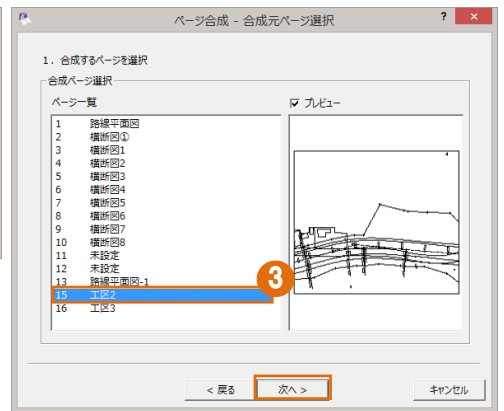 ページ合成 - 合成元ページ選択
? ×
1. 合成するページを選択
合成ページ選択
ページ一覧
プレビュー
1 路線平面図
2 横断図①
3 横断図1
4 横断図2
5 横断図3
6 横断図4
7 横断図5
8 横断図6
9 横断図7
10 横断図8
11 未設定
12 未設定
13 路線平面図-1
15 工区2
16 工区3
3
< 戻る
次へ >
キャンセル